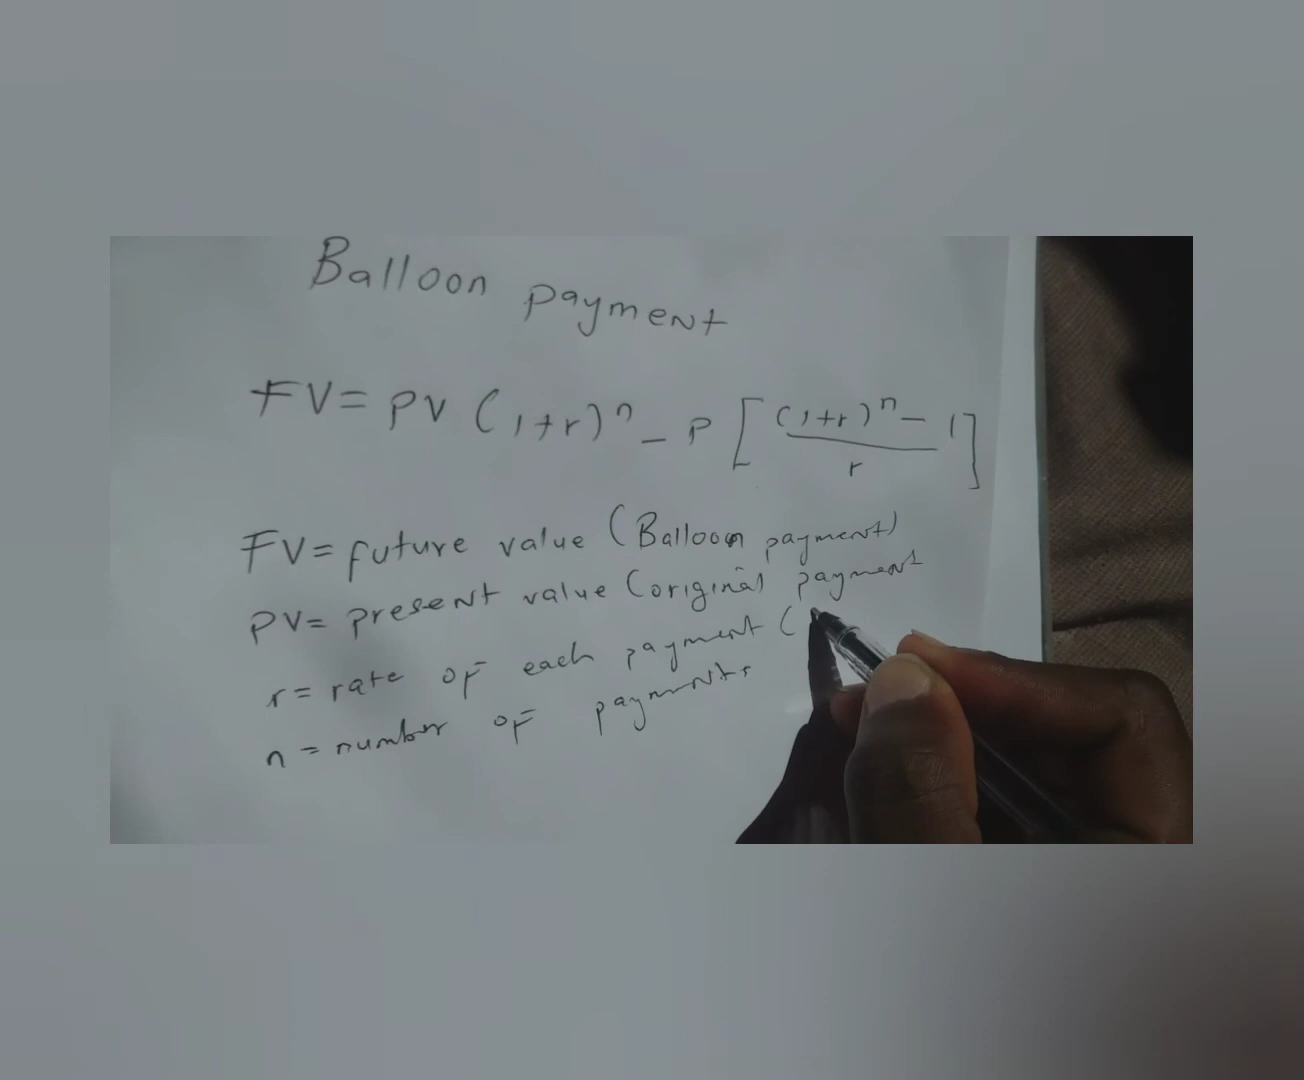 Balloon payment
FV= PV (1+r)ⁿ - P [ (1+r)ⁿ - 1 / r ]
FV= future value (Balloon payment)
PV= present value (original payment
r= rate of each payment (
n = number of payments